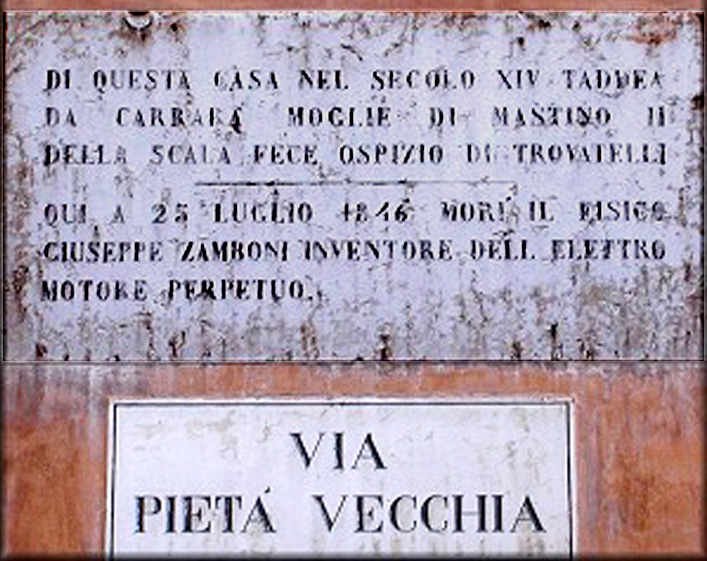 DI QUESTA CASA NEL SECOLO XIV TADDEA
DA CARRARA MOGLIE DI MASTINO II
DELLA SCALA FECE OSPIZIO DI TROVATELLI
QUI A 25 LUGLIO 1846 MORÌ IL FISICO
GIUSEPPE ZAMBONI INVENTORE DELL ELETTRO
MOTORE PERPETUO.
VIA
PIETÁ VECCHIA